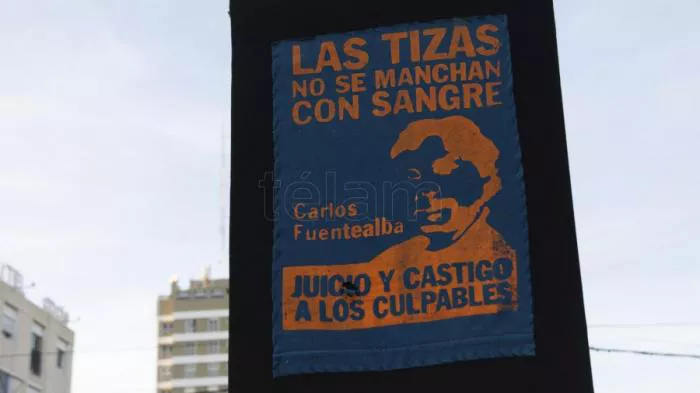 LAS TIZAS
NO SE MANCHAN
CON SANGRE
télam
Carlos
Fuentealba
JUICIO Y CASTIGO
A LOS CULPABLES